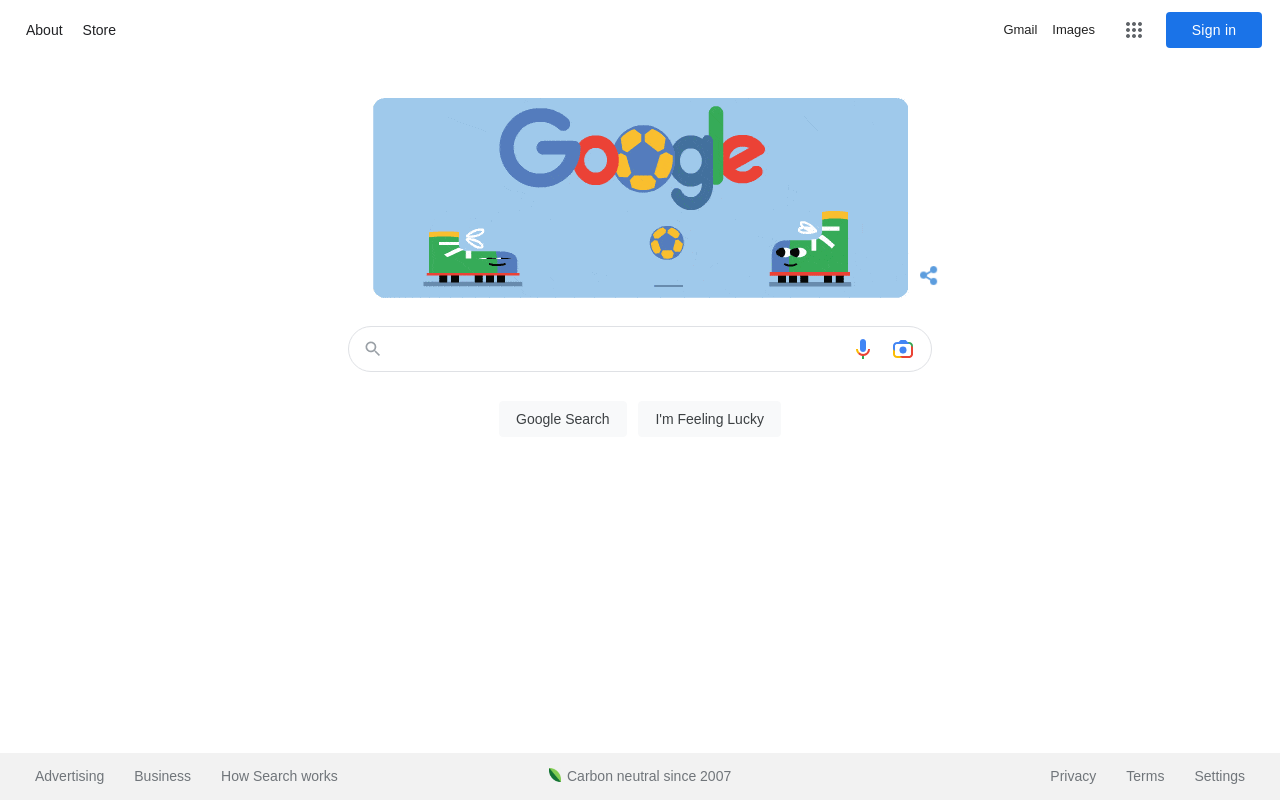 About Store
Gmail Images Sign in
Google
Google Search I'm Feeling Lucky
Advertising Business How Search works Carbon neutral since 2007 Privacy Terms Settings